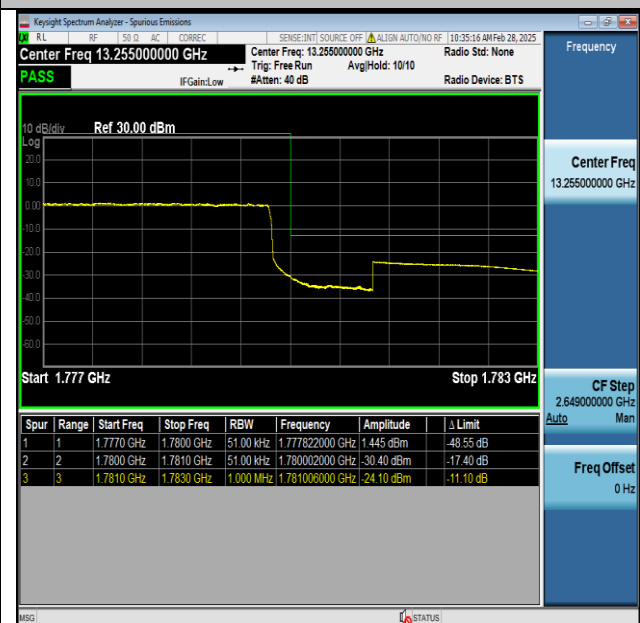 Keysight Spectrum Analyzer - Spurious Emissions
RL RF 50 Ω AC CORREC SENSE:INT SOURCE OFF ALIGN AUTO/NO RF 10:35:16 AM Feb 28, 2025
Center Freq 13.255000000 GHz
PASS
IFGain:Low
Center Freq: 13.255000000 GHz
Trig: Free Run Avg|Hold: 10/10
#Atten: 40 dB
Radio Std: None
Radio Device: BTS
10 dB/div Ref 30.00 dBm
Log
20.0
10.0
0.00
-10.0
-20.0
-30.0
-40.0
-50.0
-60.0
Start 1.777 GHz Stop 1.783 GHz
Spur Range Start Freq Stop Freq RBW Frequency Amplitude Δ Limit
1 1 1.7770 GHz 1.7800 GHz 51.00 kHz 1.777822000 GHz 1.445 dBm -48.55 dB
2 2 1.7800 GHz 1.7810 GHz 51.00 kHz 1.780002000 GHz -30.40 dBm -17.40 dB
3 3 1.7810 GHz 1.7830 GHz 1.000 MHz 1.781006000 GHz -24.10 dBm -11.10 dB
MSG STATUS
Frequency
Center Freq
13.255000000 GHz
CF Step
2.649000000 GHz
Auto Man
Freq Offset
0 Hz